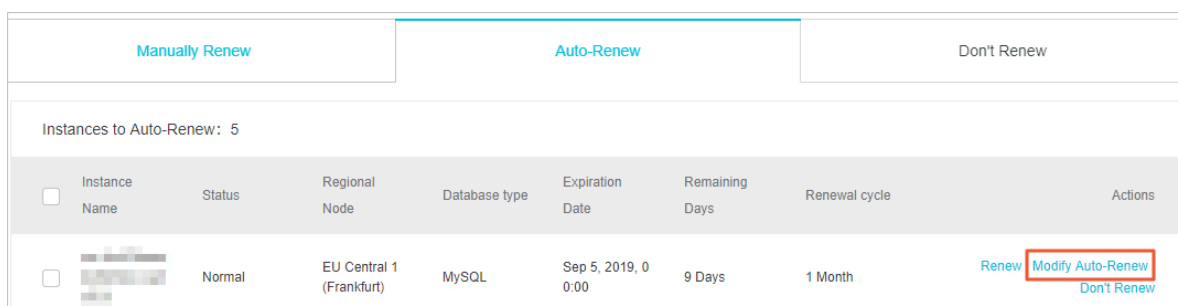 Manually Renew
Auto-Renew
Don't Renew
Instances to Auto-Renew: 5
Instance
Name
Status
Regional
Node
Database type
Expiration
Date
Remaining
Days
Renewal cycle
Actions
Normal
EU Central 1
(Frankfurt)
MySQL
Sep 5, 2019, 0
0:00
9 Days
1 Month
Renew Modify Auto-Renew
Don't Renew